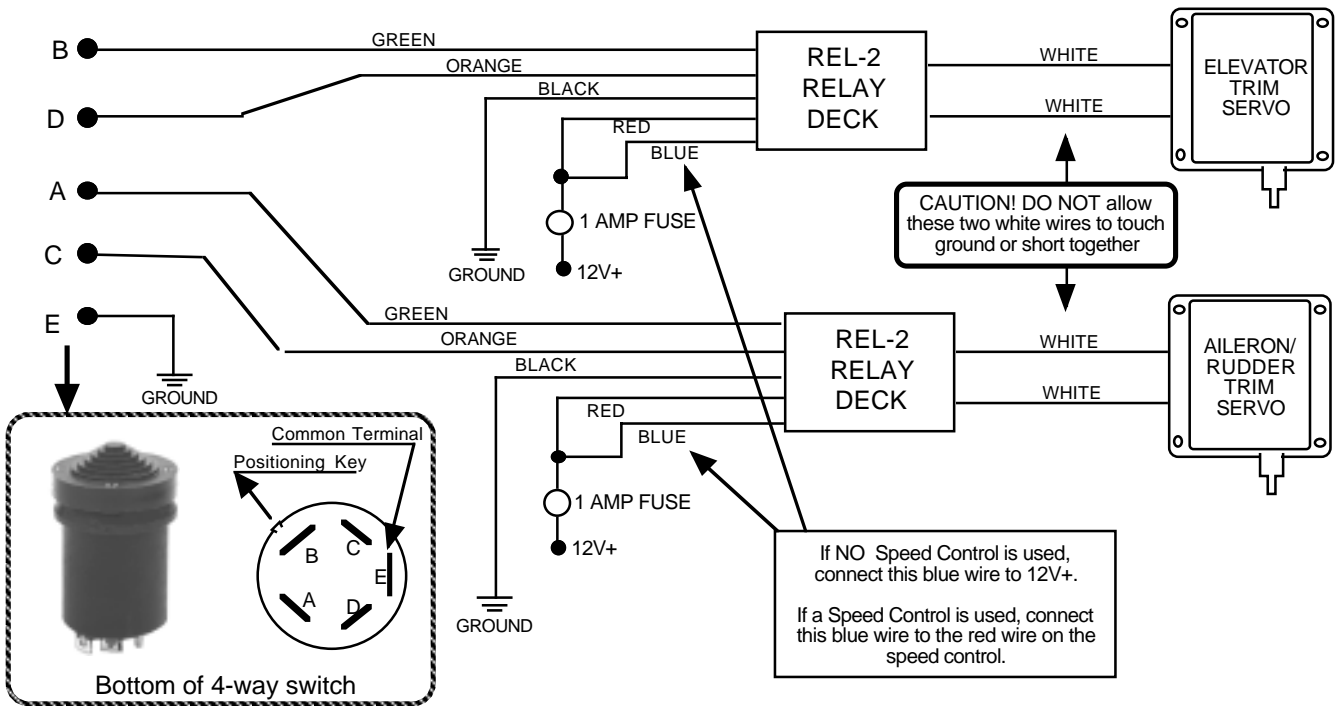 B
GREEN
D
ORANGE
BLACK
RED
BLUE
REL-2
RELAY
DECK
WHITE
WHITE
ELEVATOR
TRIM
SERVO
1 AMP FUSE
12V+
GROUND
CAUTION! DO NOT allow
these two white wires to touch
ground or short together
A
C
E
GROUND
GREEN
ORANGE
BLACK
RED
BLUE
REL-2
RELAY
DECK
WHITE
WHITE
AILERON/
RUDDER
TRIM
SERVO
1 AMP FUSE
12V+
GROUND
Common Terminal
Positioning Key
B
C
E
A
D
Bottom of 4-way switch
If NO Speed Control is used,
connect this blue wire to 12V+.
If a Speed Control is used, connect
this blue wire to the red wire on the
speed control.